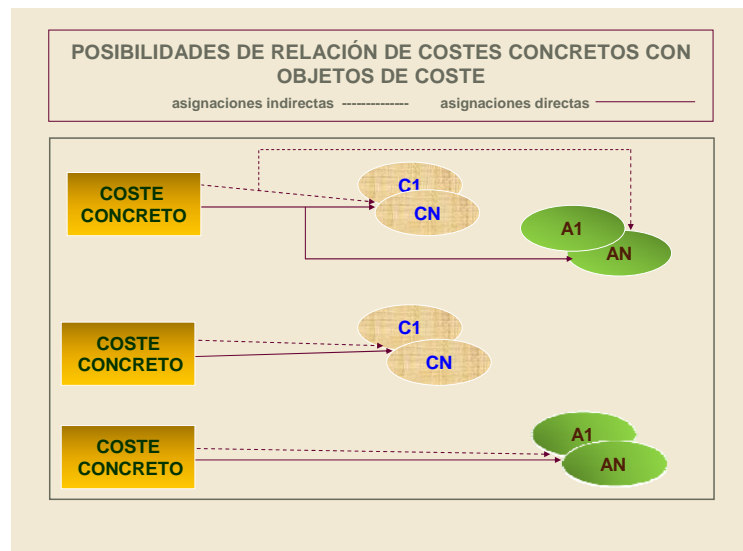 POSIBILIDADES DE RELACIÓN DE COSTES CONCRETOS CON
OBJETOS DE COSTE
asignaciones indirectas -------------- asignaciones directas
COSTE
CONCRETO
C1
CN
A1
AN
COSTE
CONCRETO
C1
CN
COSTE
CONCRETO
A1
AN